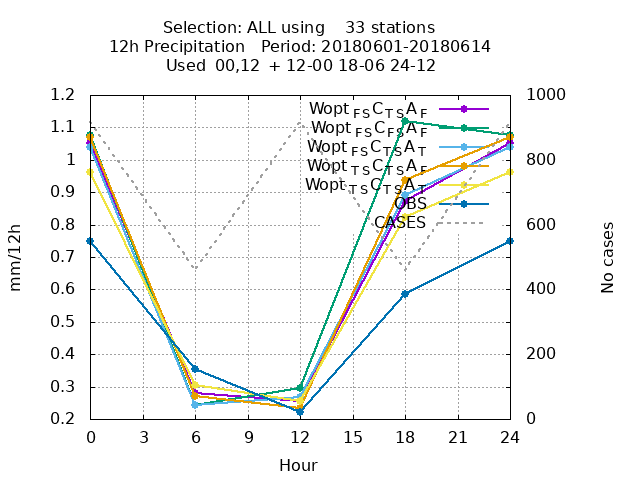 Selection: ALL using 33 stations
12h Precipitation Period: 20180601-20180614
Used 00,12 + 12-00 18-06 24-12
Wopt FS C TS A F
Wopt FS C FS A F
Wopt FS C TS A T
Wopt TS C TS A F
Wopt TS C TS A T
OBS
CASES
1.2
1.1
1
0.9
0.8
0.7
0.6
0.5
0.4
0.3
0.2
1000
800
600
400
200
0
0 3 6 9 12 15 18 21 24
mm/12h
No cases
Hour